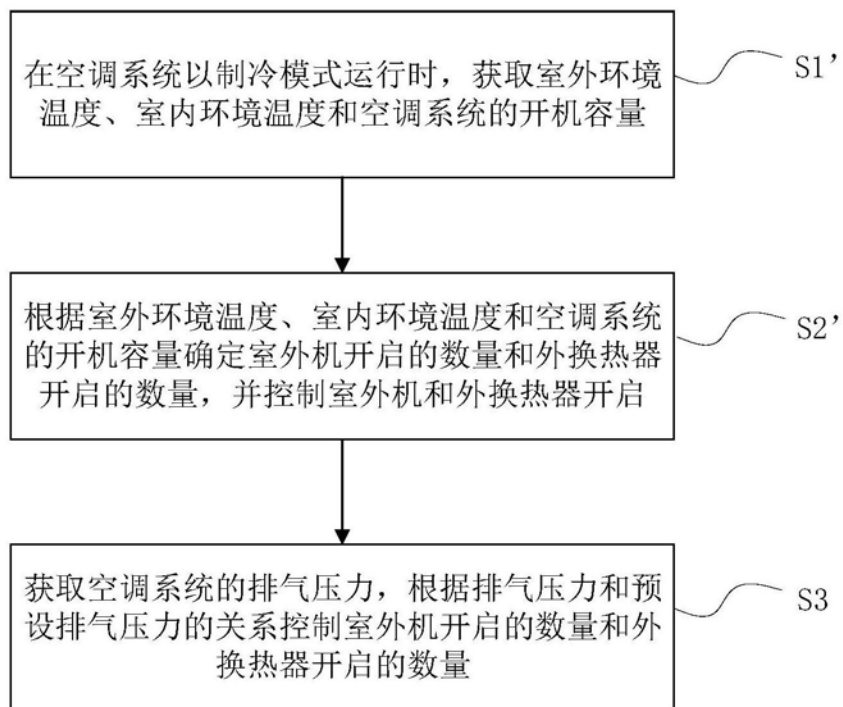 在空调系统以制冷模式运行时，获取室外环境
温度、室内环境温度和空调系统的开机容量
S1’
根据室外环境温度、室内环境温度和空调系统
的开机容量确定室外机开启的数量和外换热器
开启的数量，并控制室外机和外换热器开启
S2’
获取空调系统的排气压力，根据排气压力和预
设排气压力的关系控制室外机开启的数量和外
换热器开启的数量
S3